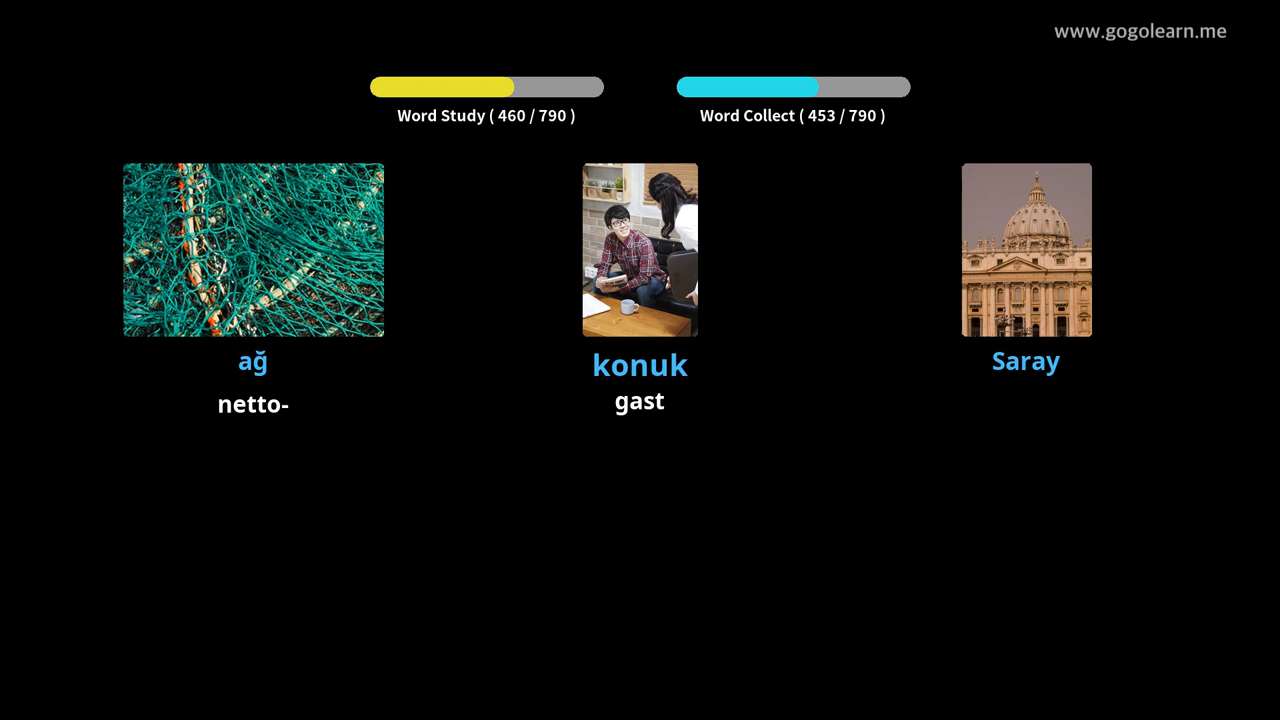 www.gogolearn.me
Word Study ( 460 / 790 )
Word Collect ( 453 / 790 )
ağ
netto-
konuk
gast
Saray